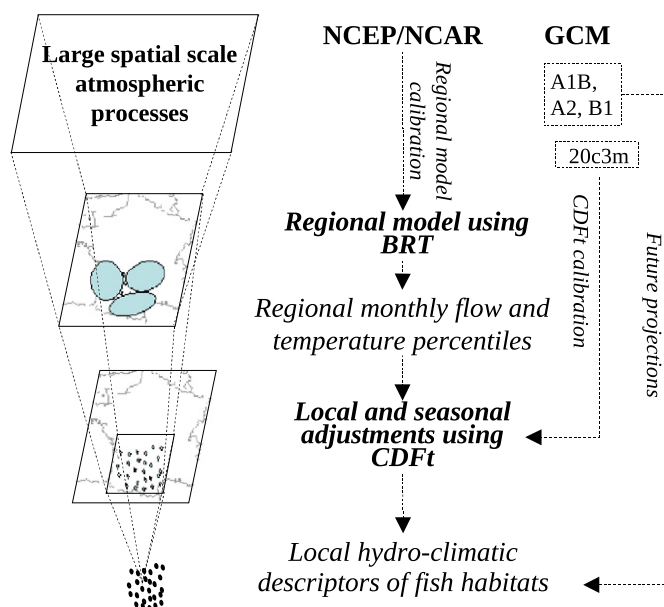 Large spatial scale
atmospheric
processes
NCEP/NCAR
GCM
A1B,
A2, B1
20c3m
Regional model
calibration
CDFt calibration
Future projections
Regional model using
BRT
Regional monthly flow and
temperature percentiles
Local and seasonal
adjustments using
CDFt
Local hydro-climatic
descriptors of fish habitats